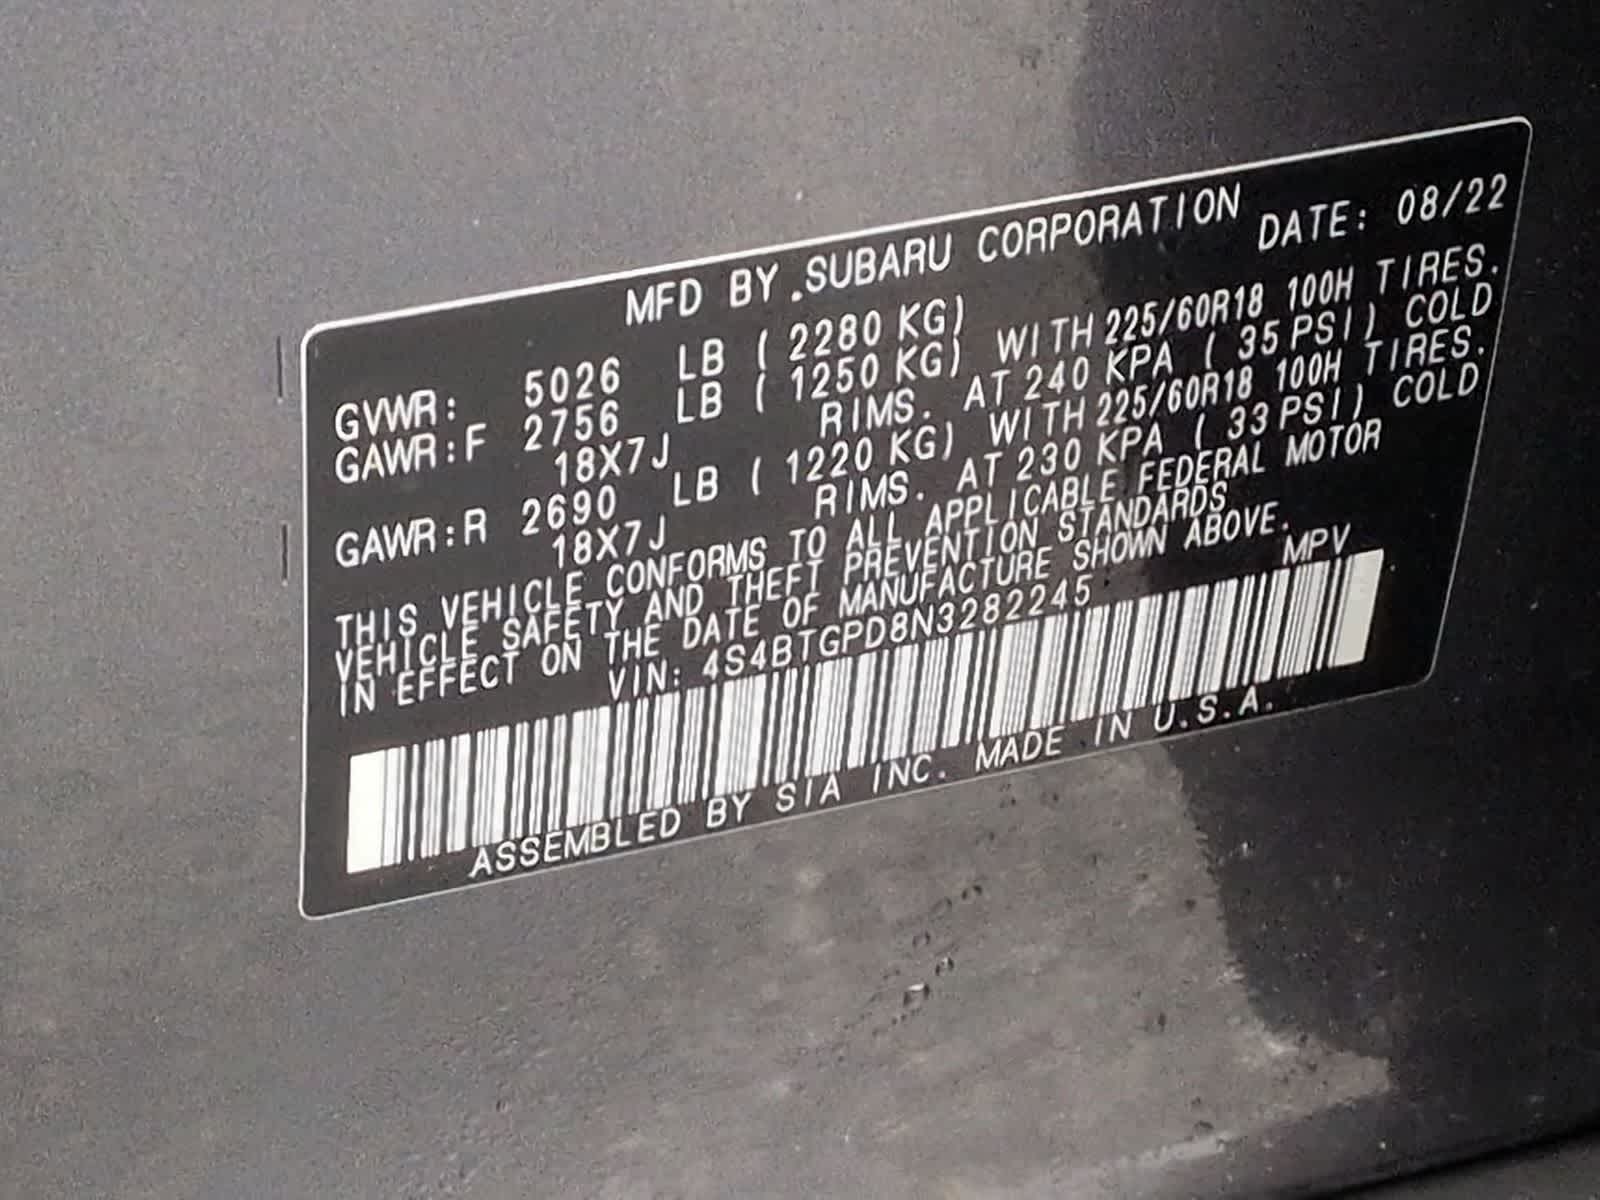 MFD BY SUBARU CORPORATION DATE: 08/22
GVWR: 5026 LB ( 2280 KG)
GAWR:F 2756 LB ( 1250 KG) WITH 225/60R18 100H TIRES.
18X7J RIMS. AT 240 KPA ( 35 PSI) COLD
GAWR:R 2690 LB ( 1220 KG) WITH 225/60R18 100H TIRES.
18X7J RIMS. AT 230 KPA ( 33 PSI) COLD
THIS VEHICLE CONFORMS TO ALL APPLICABLE FEDERAL MOTOR
VEHICLE SAFETY AND THEFT PREVENTION STANDARDS
IN EFFECT ON THE DATE OF MANUFACTURE SHOWN ABOVE.
VIN: 4S4BTGPD8N3282245 MPV
ASSEMBLED BY SIA INC. MADE IN U.S.A.